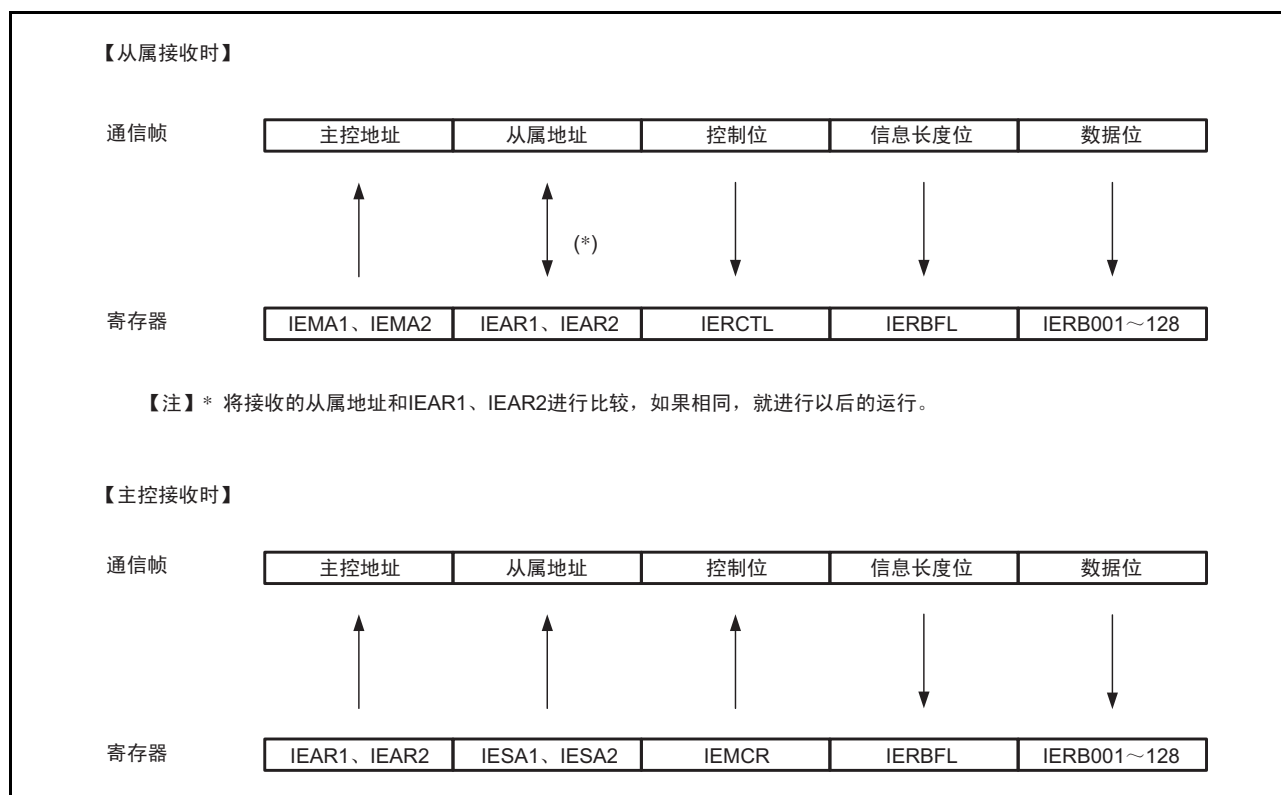 【从属接收时】
通信帧 主控地址 从属地址 控制位 信息长度位 数据位
(*)
寄存器 IEMA1、IEMA2 IEAR1、IEAR2 IERCTL IERBFL IERB001～128
【注】* 将接收的从属地址和IEAR1、IEAR2进行比较，如果相同，就进行以后的运行。
【主控接收时】
通信帧 主控地址 从属地址 控制位 信息长度位 数据位
寄存器 IEAR1、IEAR2 IESA1、IESA2 IEMCR IERBFL IERB001～128